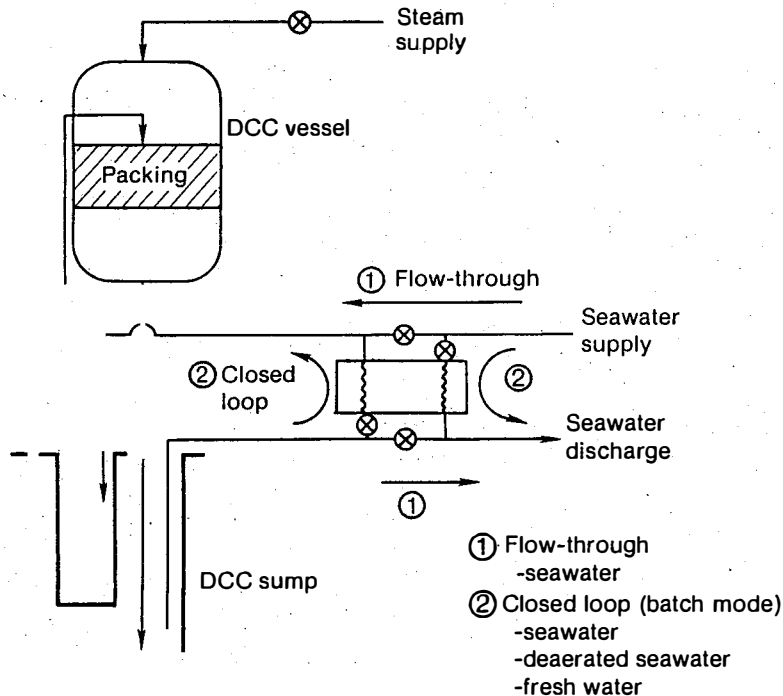 Steam
supply
DCC vessel
Packing
① Flow-through
Seawater
supply
② Closed
loop
②
Seawater
discharge
①
DCC sump
① Flow-through
-seawater
② Closed loop (batch mode)
-seawater
-deaerated seawater
-fresh water